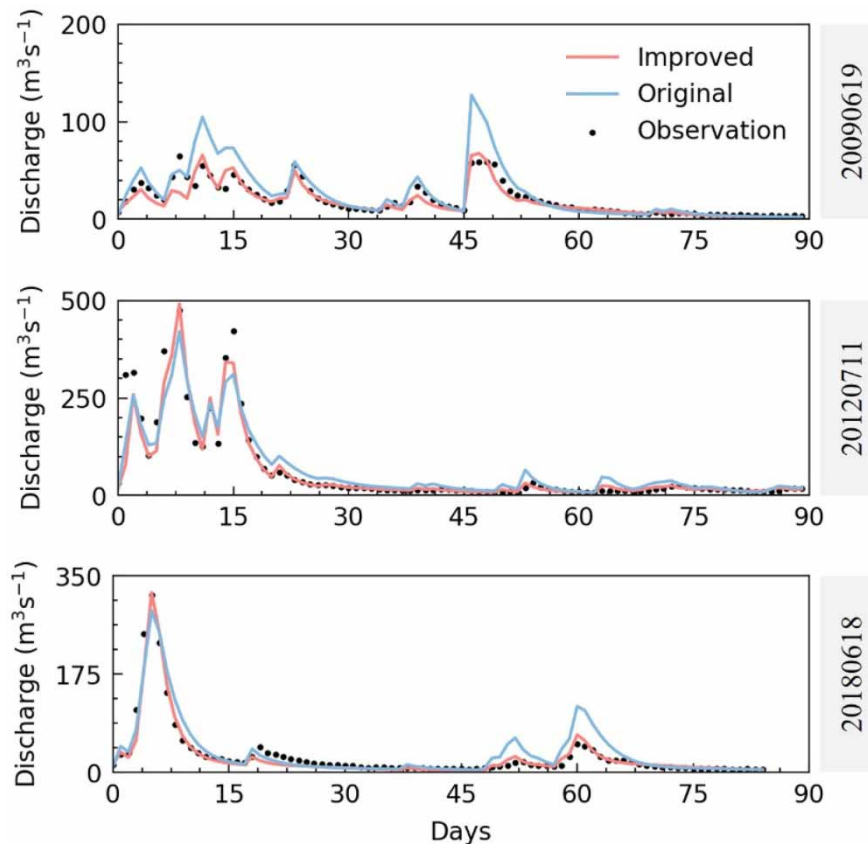 200
100
0
Discharge (m³s⁻¹)
Improved
Original
Observation
0 15 30 45 60 75 90
20090619
500
250
0
Discharge (m³s⁻¹)
0 15 30 45 60 75 90
20120711
350
175
0
Discharge (m³s⁻¹)
0 15 30 45 60 75 90
20180618
Days